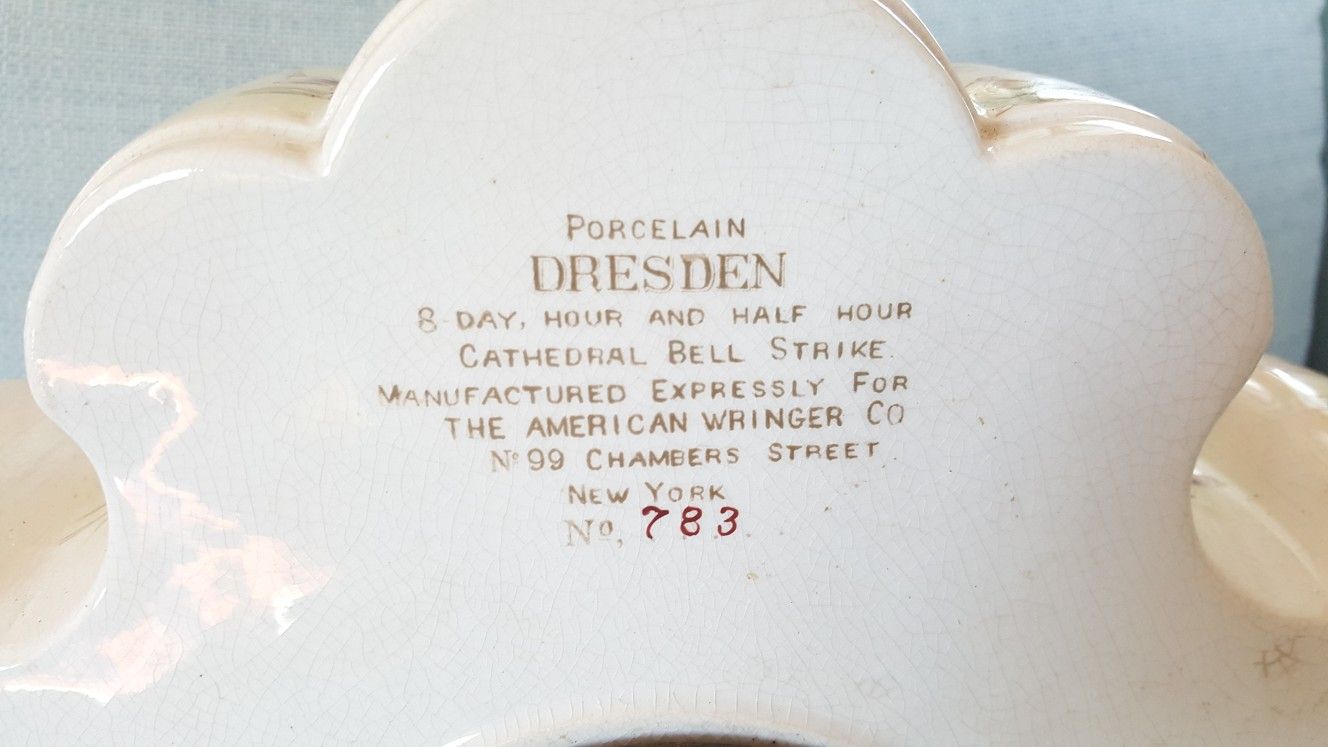 PORCELAIN
DRESDEN
8-DAY, HOUR AND HALF HOUR
CATHEDRAL BELL STRIKE.
MANUFACTURED EXPRESSLY FOR
THE AMERICAN WRINGER CO
No 99 CHAMBERS STREET
NEW YORK
No, 783